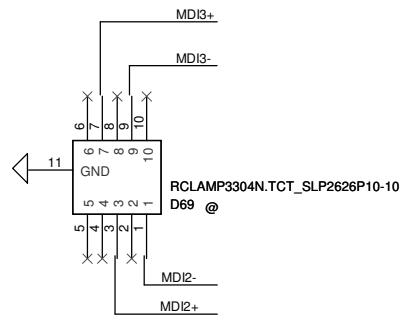 MDI3+
MDI3-
6 7 8 9 10
6 7 8 9 10
11
GND
RCLAMP3304N.TCT_SLP2626P10-10
D69 @
5 4 3 2 1
5 4 3 2 1
MDI2-
MDI2+